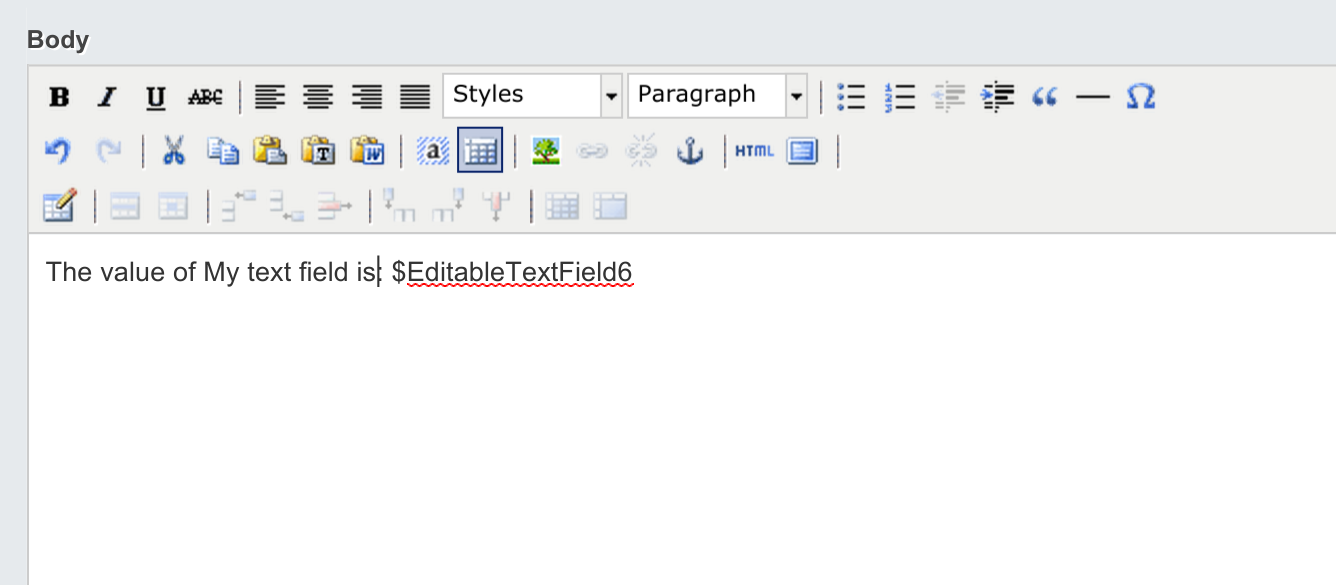 Body
B I U ABC Styles Paragraph
a T W HTML
The value of My text field is: $EditableTextField6